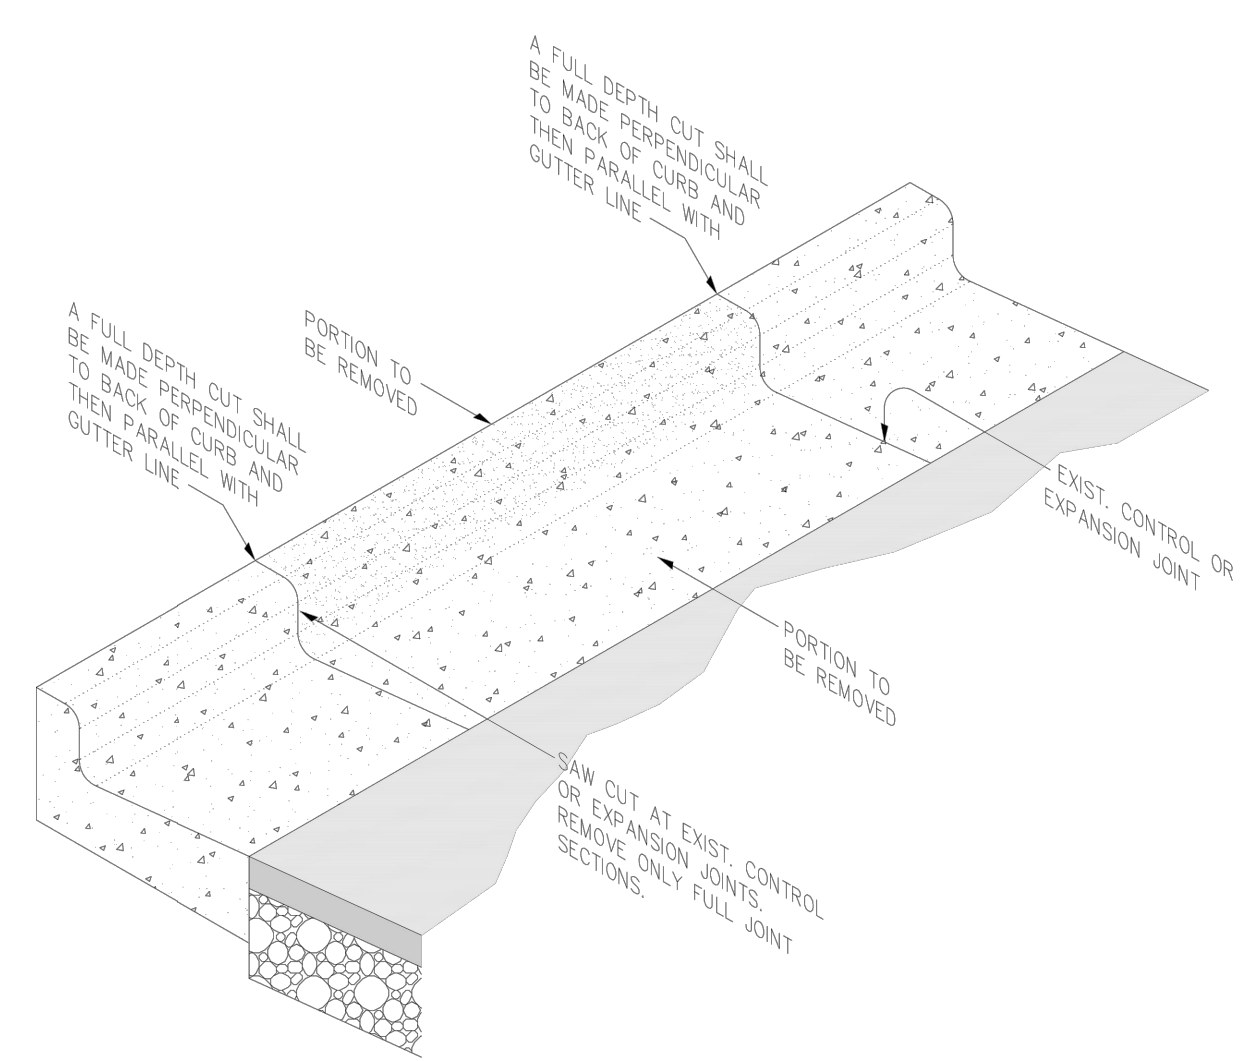 A FULL DEPTH CUT SHALL
BE MADE PERPENDICULAR
TO BACK OF CURB AND
THEN PARALLEL WITH
GUTTER LINE
A FULL DEPTH CUT SHALL
BE MADE PERPENDICULAR
TO BACK OF CURB AND
THEN PARALLEL WITH
GUTTER LINE
PORTION TO
BE REMOVED
EXIST. CONTROL OR
EXPANSION JOINT
PORTION TO
BE REMOVED
SAW CUT AT EXIST. CONTROL
OR EXPANSION JOINTS.
REMOVE ONLY FULL JOINT
SECTIONS.